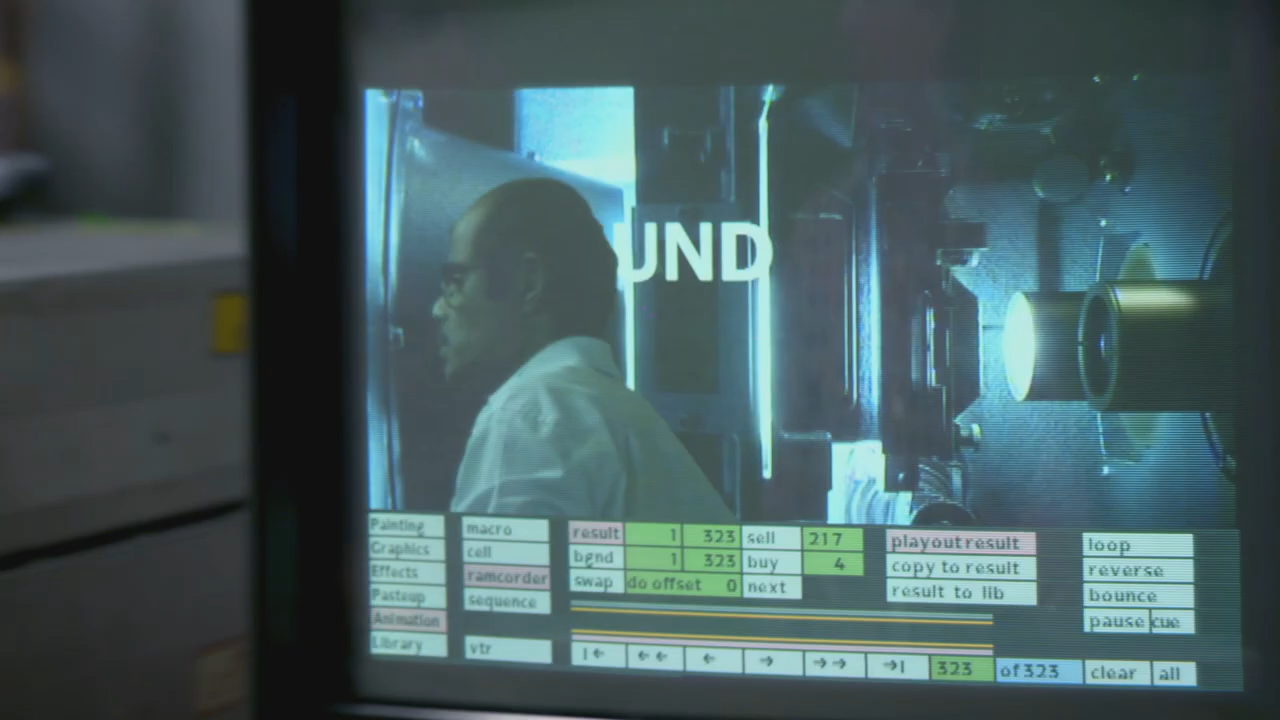 UND
Painting macro result 1 323 sell 217 playout result loop
Graphics cell bgnd 1 323 buy 4 copy to result reverse
Effects ramcorder swap do offset 0 next result to lib bounce
Pasteup sequence pause cue
Animation
Library vtr |← ←← ← → →→ →| 323 of 323 clear all